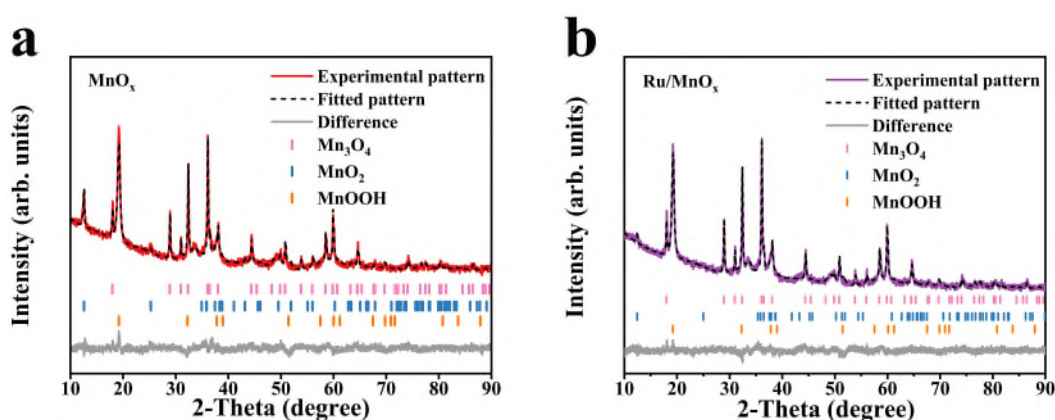 a
MnOₓ
Experimental pattern
Fitted pattern
Difference
Mn₃O₄
MnO₂
MnOOH
Intensity (arb. units)
10 20 30 40 50 60 70 80 90
2-Theta (degree)
b
Ru/MnOₓ
Experimental pattern
Fitted pattern
Difference
Mn₃O₄
MnO₂
MnOOH
Intensity (arb. units)
10 20 30 40 50 60 70 80 90
2-Theta (degree)